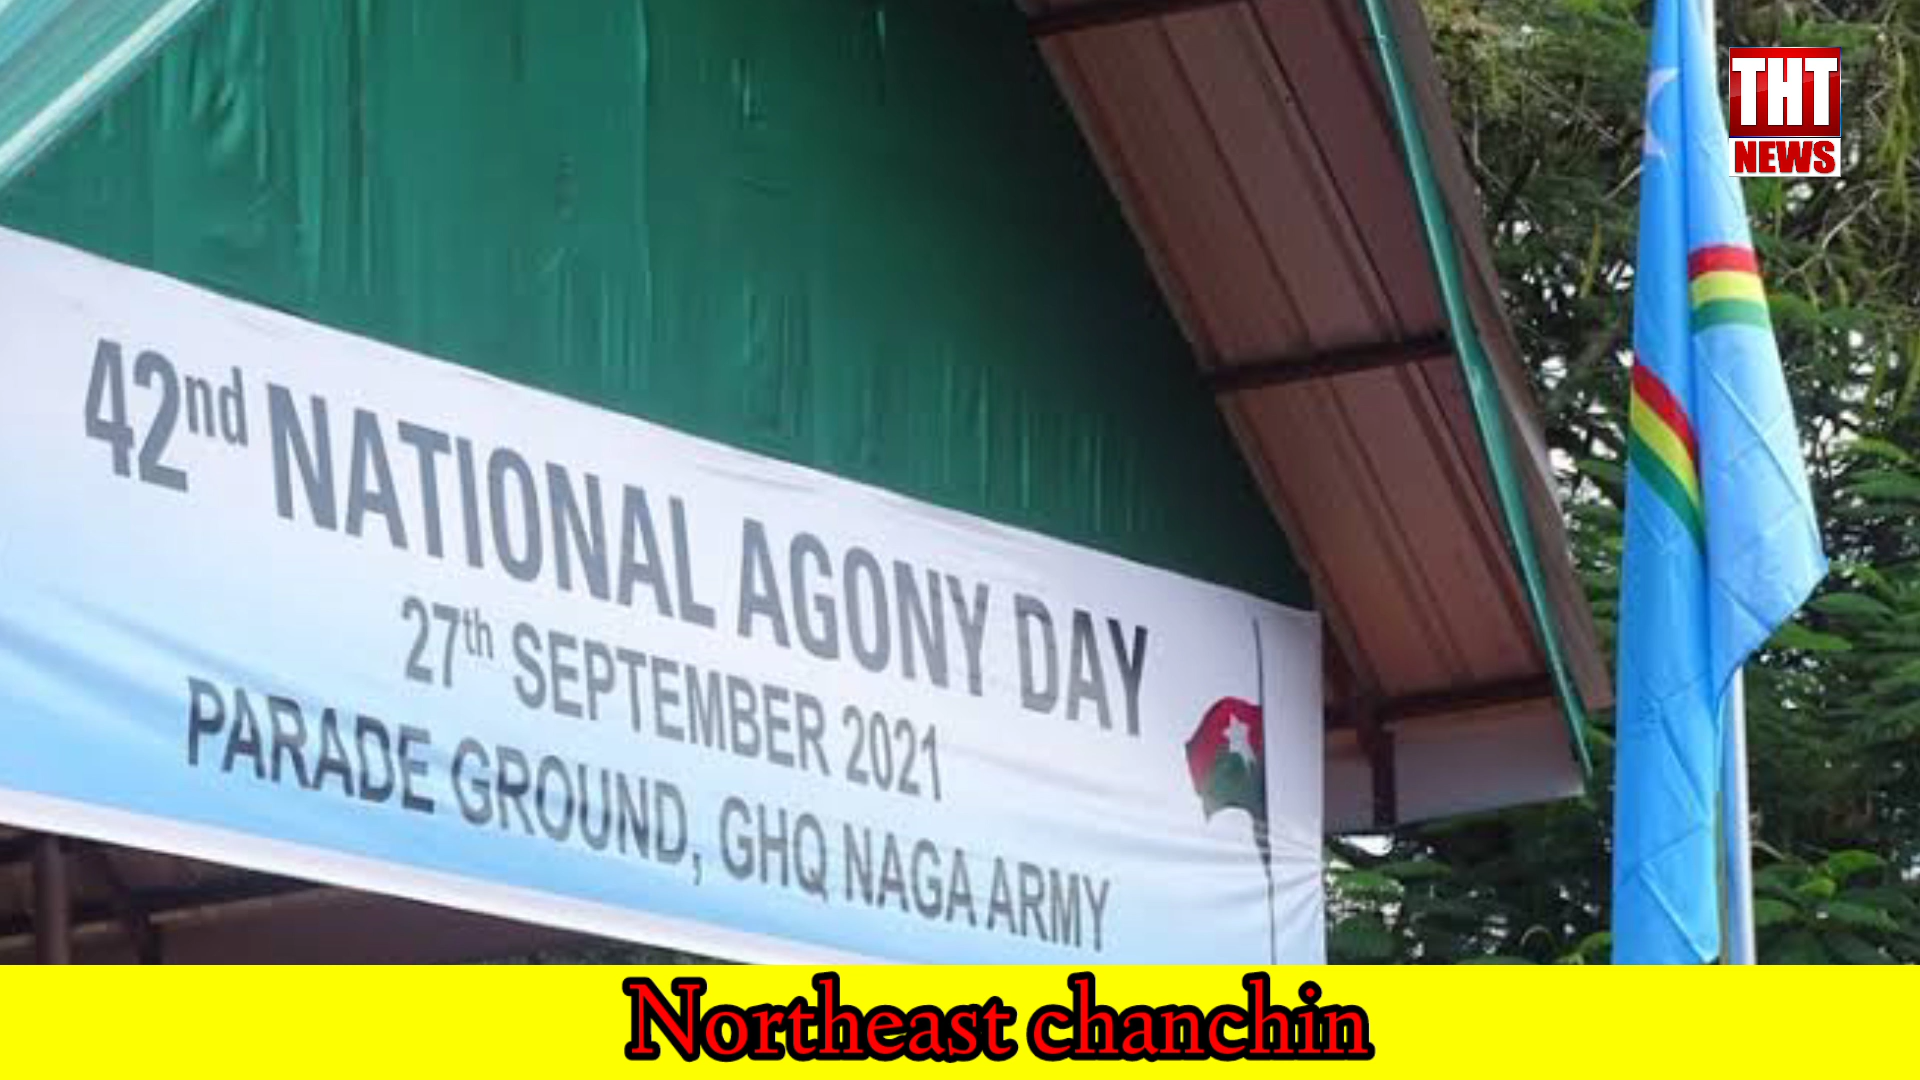 THT
NEWS
42nd NATIONAL AGONY DAY
27th SEPTEMBER 2021
PARADE GROUND, GHQ NAGA ARMY
Northeast chanchin